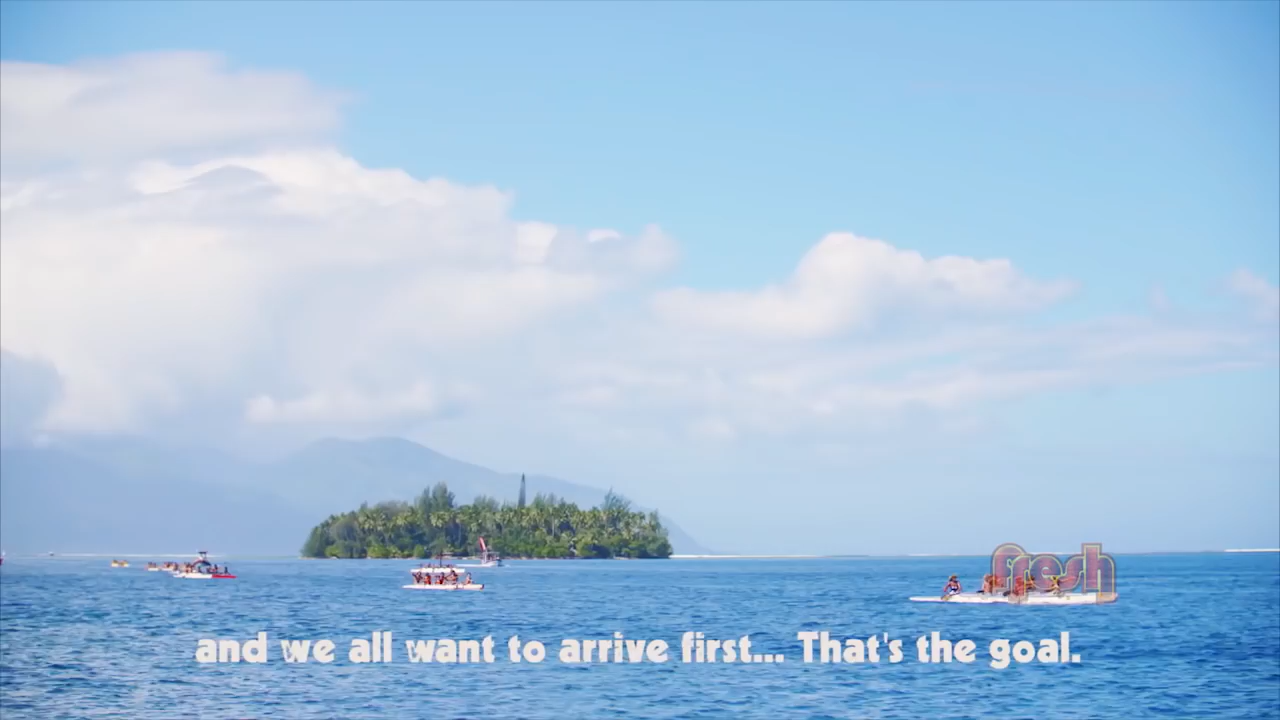 fresh
and we all want to arrive first... That's the goal.